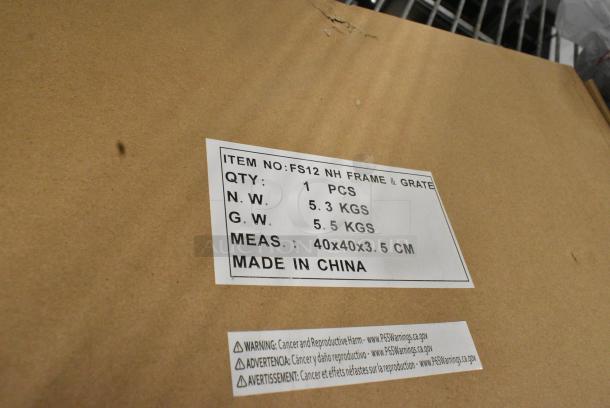 ITEM NO:FS12 NH FRAME & GRATE
QTY: 1 PCS
N. W. 5.3 KGS
G. W. 5.5 KGS
MEAS : 40x40x3.5 CM
MADE IN CHINA
⚠WARNING: Cancer and Reproductive Harm - www.P65Warnings.ca.gov
⚠ADVERTENCIA: Cáncer y daño reproductivo - www.P65Warnings.ca.gov
⚠AVERTISSEMENT: Cancer et effets néfastes sur la reproduction - www.P65Warnings.ca.gov